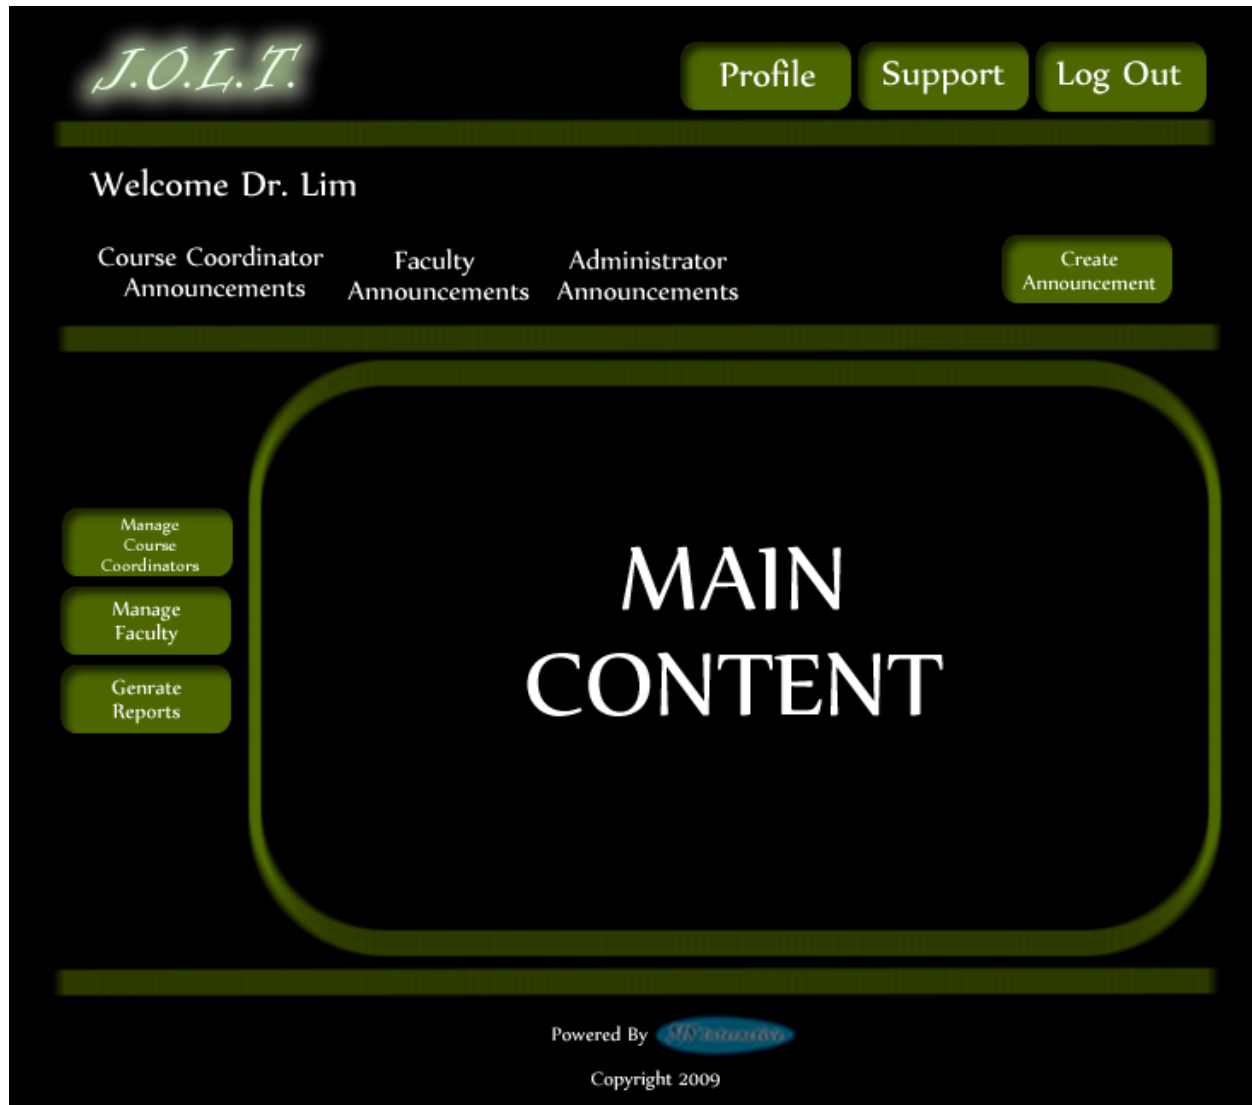 J.O.L.T.
Profile
Support
Log Out
Welcome Dr. Lim
Course Coordinator
Announcements
Faculty
Announcements
Administrator
Announcements
Create
Announcement
Manage
Course
Coordinators
Manage
Faculty
Genrate
Reports
MAIN
CONTENT
Powered By
Copyright 2009